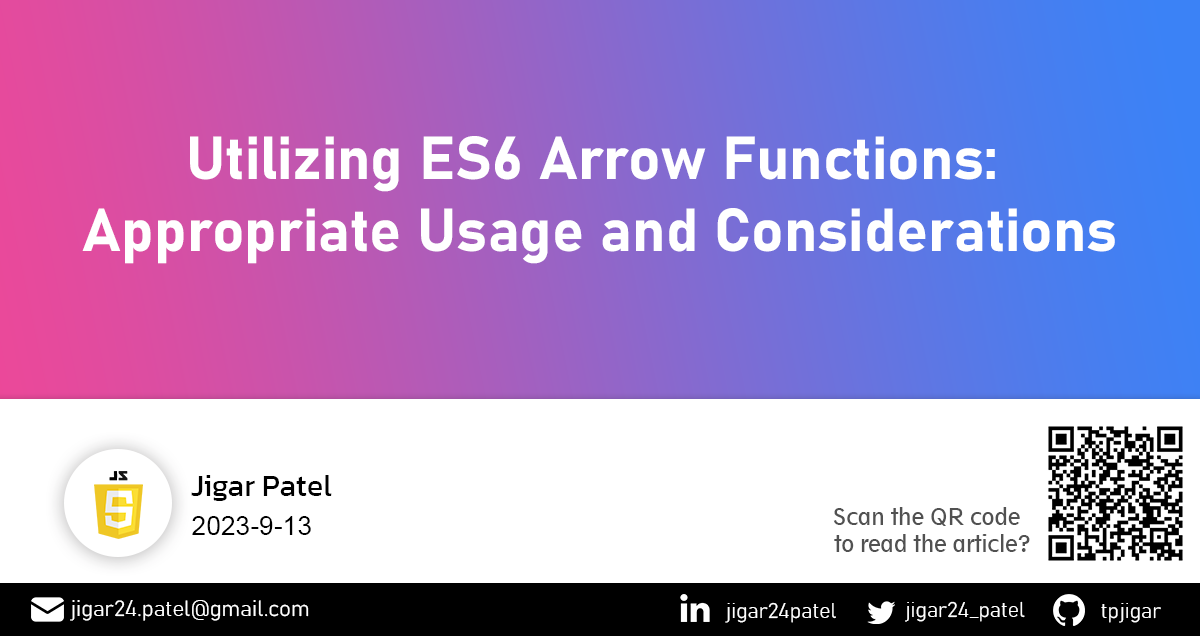 Utilizing ES6 Arrow Functions:
Appropriate Usage and Considerations
JS
Jigar Patel
2023-9-13
Scan the QR code
to read the article?
jigar24.patel@gmail.com
in jigar24patel
jigar24_patel
tpjigar